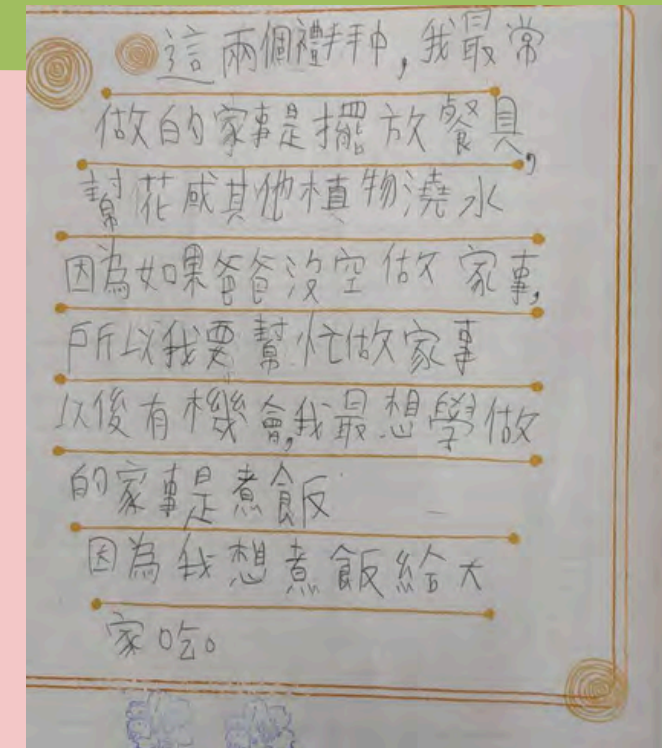 這兩個禮拜中,我最常
做的家事是擺放餐具,
幫花或其他植物澆水
因為如果爸爸沒空做家事,
所以我要幫忙做家事
以後有機會,我最想學做
的家事是煮飯
因為我想煮飯給大
家吃。